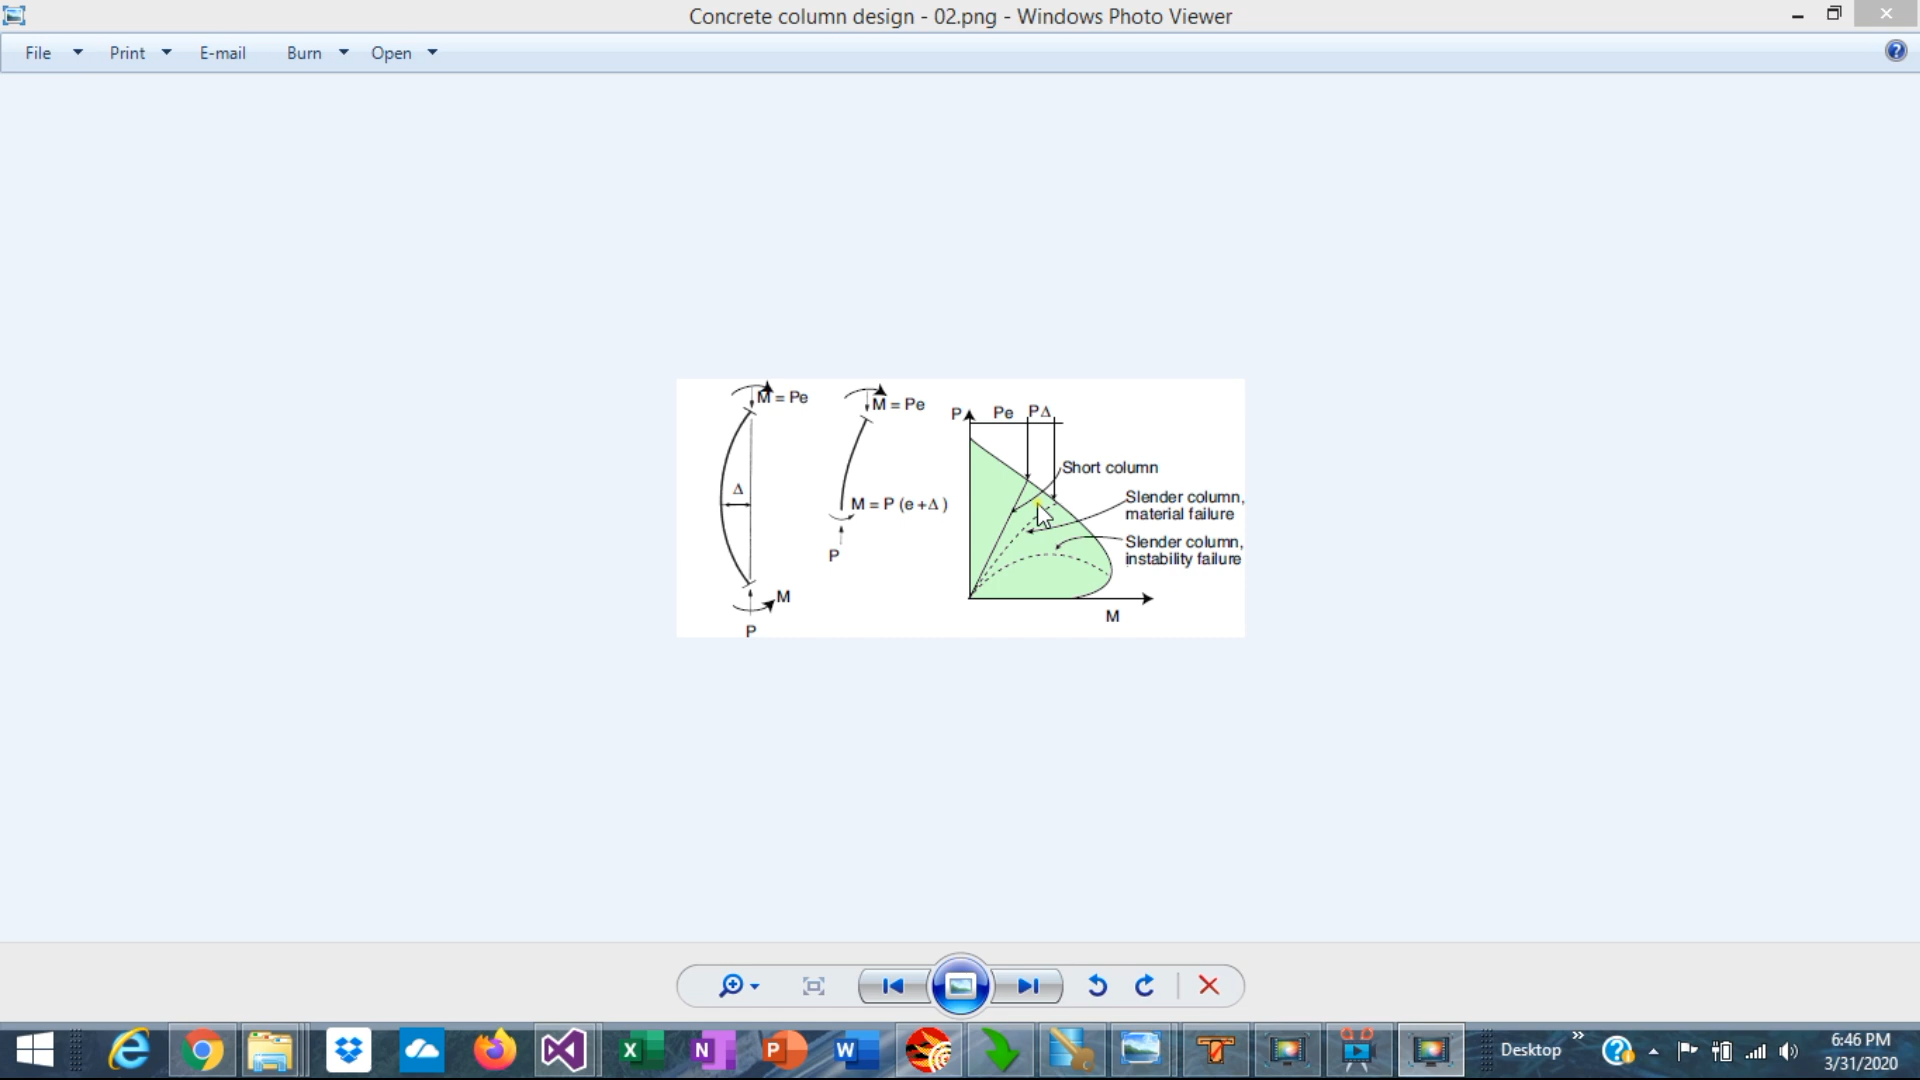 Concrete column design - 02.png - Windows Photo Viewer
File
Print
E-mail
Burn
Open
?
M = Pe
Δ
M
P
M = Pe
M = P (e + Δ )
P
P
Pe
PΔ
Short column
Slender column,
material failure
Slender column,
instability failure
M
X
N
P
W
Desktop
»
?
6:46 PM
3/31/2020